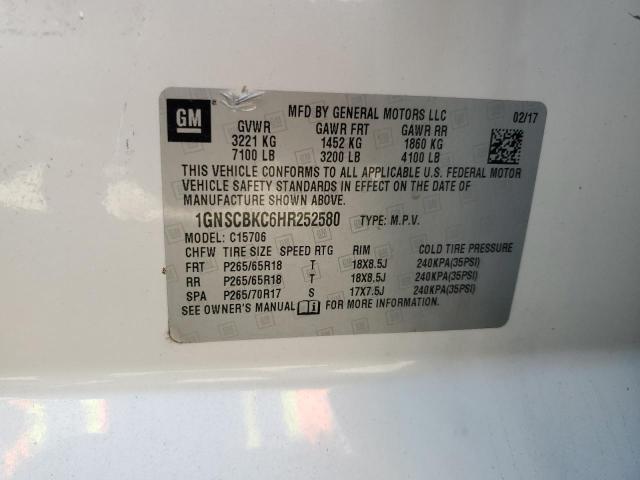 GM
MFD BY GENERAL MOTORS LLC 02/17
GVWR GAWR FRT GAWR RR
3221 KG 1452 KG 1860 KG
7100 LB 3200 LB 4100 LB
THIS VEHICLE CONFORMS TO ALL APPLICABLE U.S. FEDERAL MOTOR
VEHICLE SAFETY STANDARDS IN EFFECT ON THE DATE OF
MANUFACTURE SHOWN ABOVE.
1GNSCBKC6HR252580 TYPE: M.P.V.
MODEL: C15706
CHFW TIRE SIZE SPEED RTG RIM COLD TIRE PRESSURE
FRT P265/65R18 T 18X8.5J 240KPA(35PSI)
RR P265/65R18 T 18X8.5J 240KPA(35PSI)
SPA P265/70R17 S 17X7.5J 240KPA(35PSI)
SEE OWNER'S MANUAL FOR MORE INFORMATION.